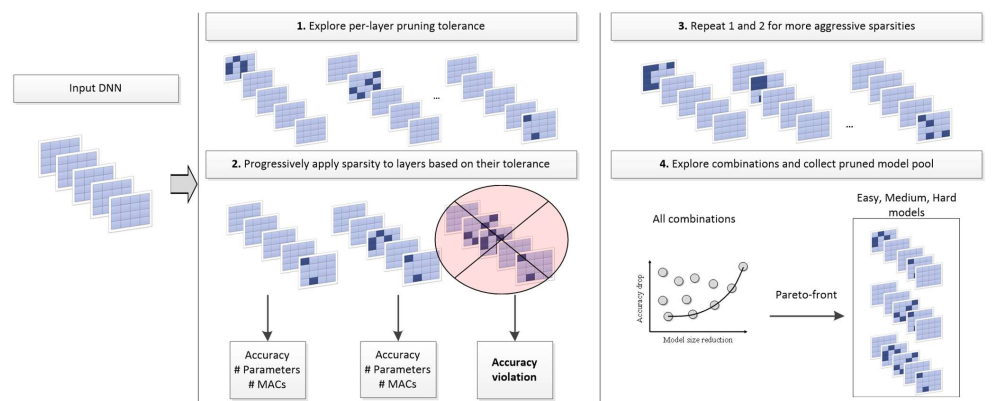 Input DNN
1. Explore per-layer pruning tolerance
...
2. Progressively apply sparsity to layers based on their tolerance
Accuracy
# Parameters
# MACs
Accuracy
# Parameters
# MACs
Accuracy
violation
3. Repeat 1 and 2 for more aggressive sparsities
...
4. Explore combinations and collect pruned model pool
All combinations
Accuracy drop
Model size reduction
Pareto-front
Easy, Medium, Hard
models